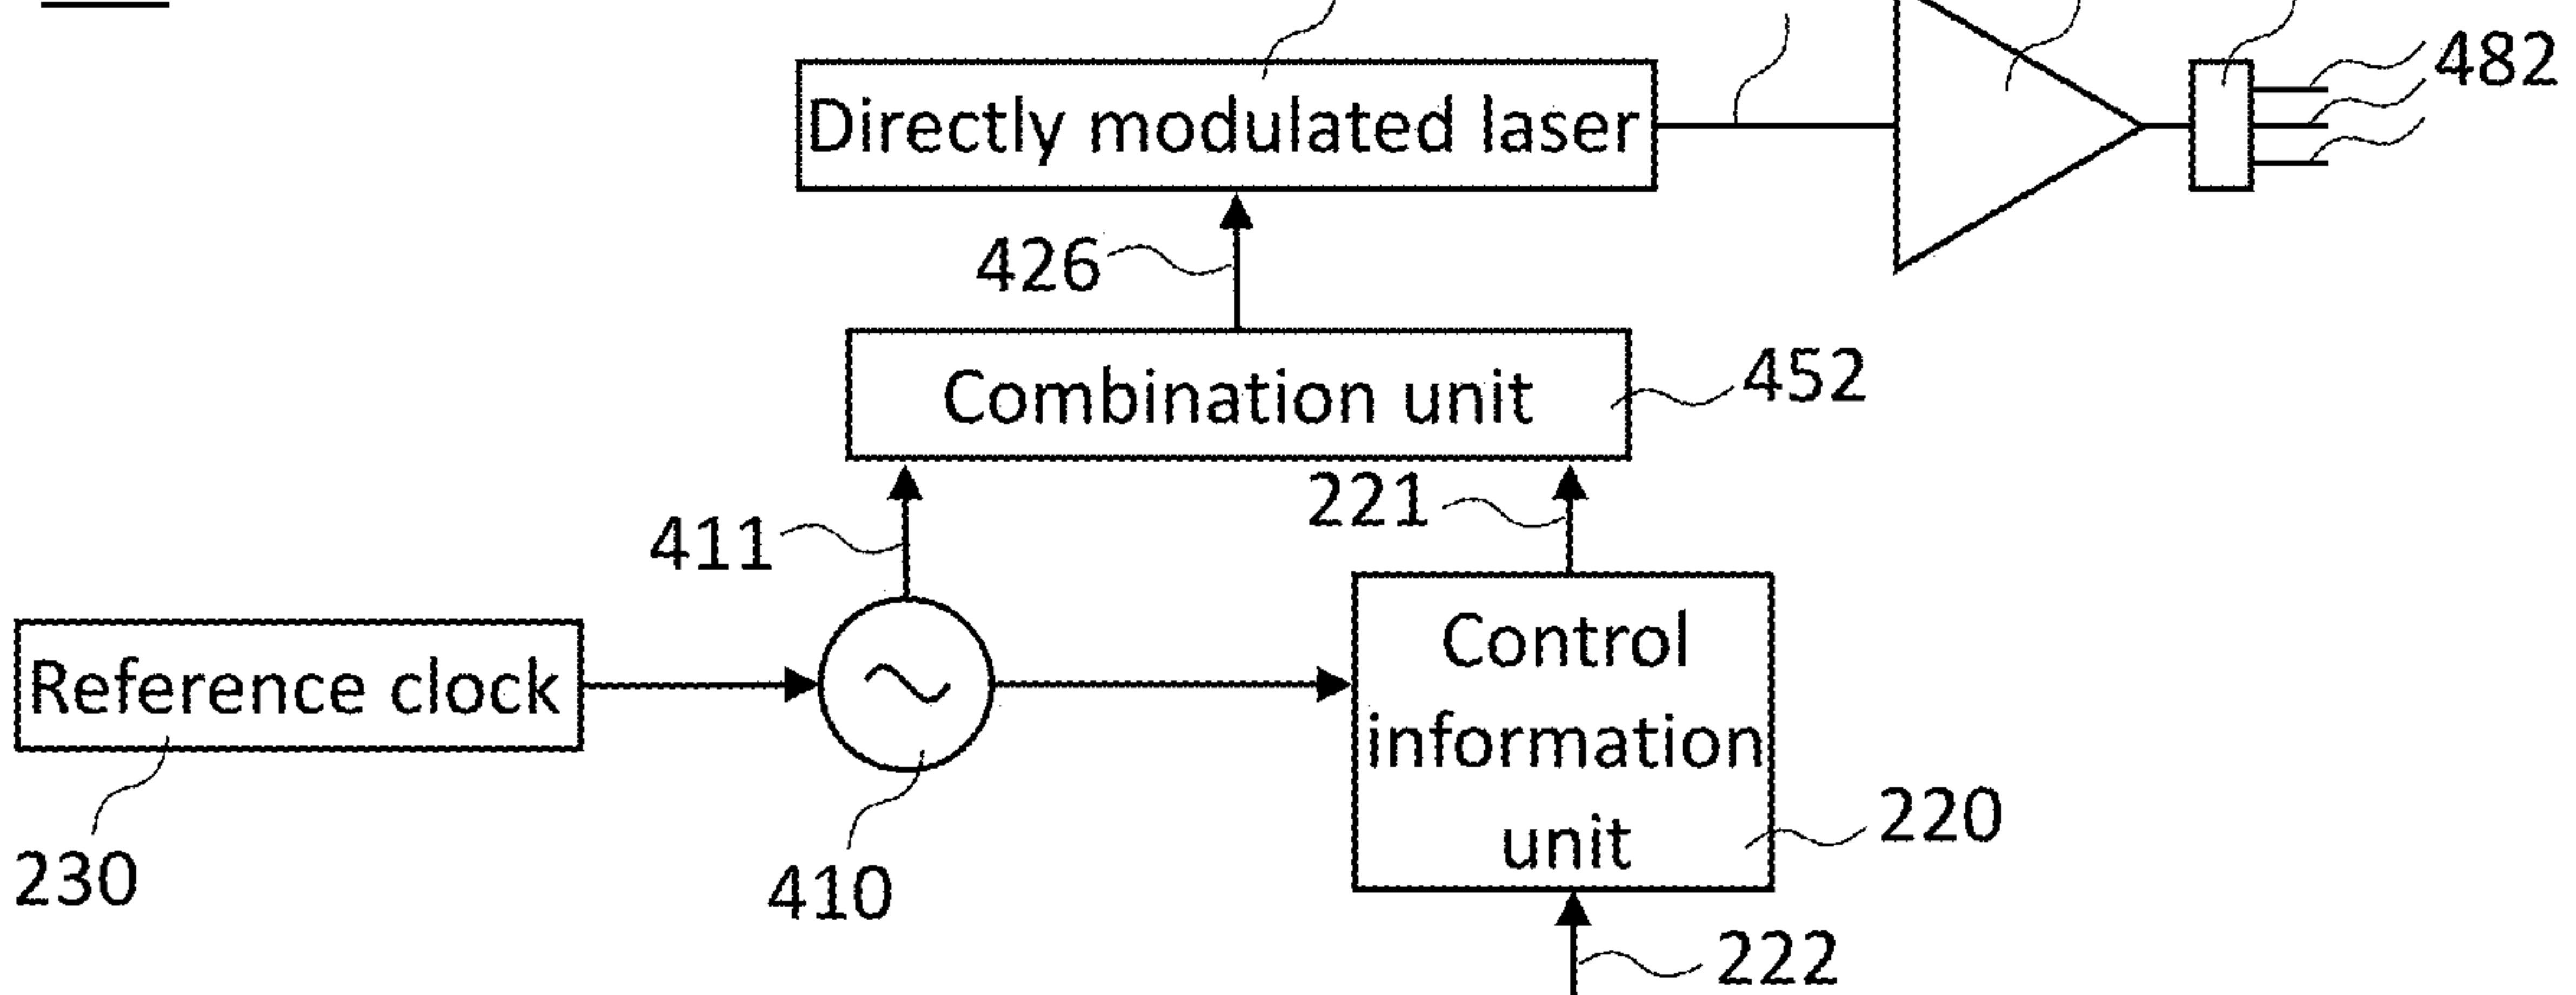 482
Directly modulated laser
426
Combination unit
452
221
411
Control
information
unit
Reference clock
220
230
410
222